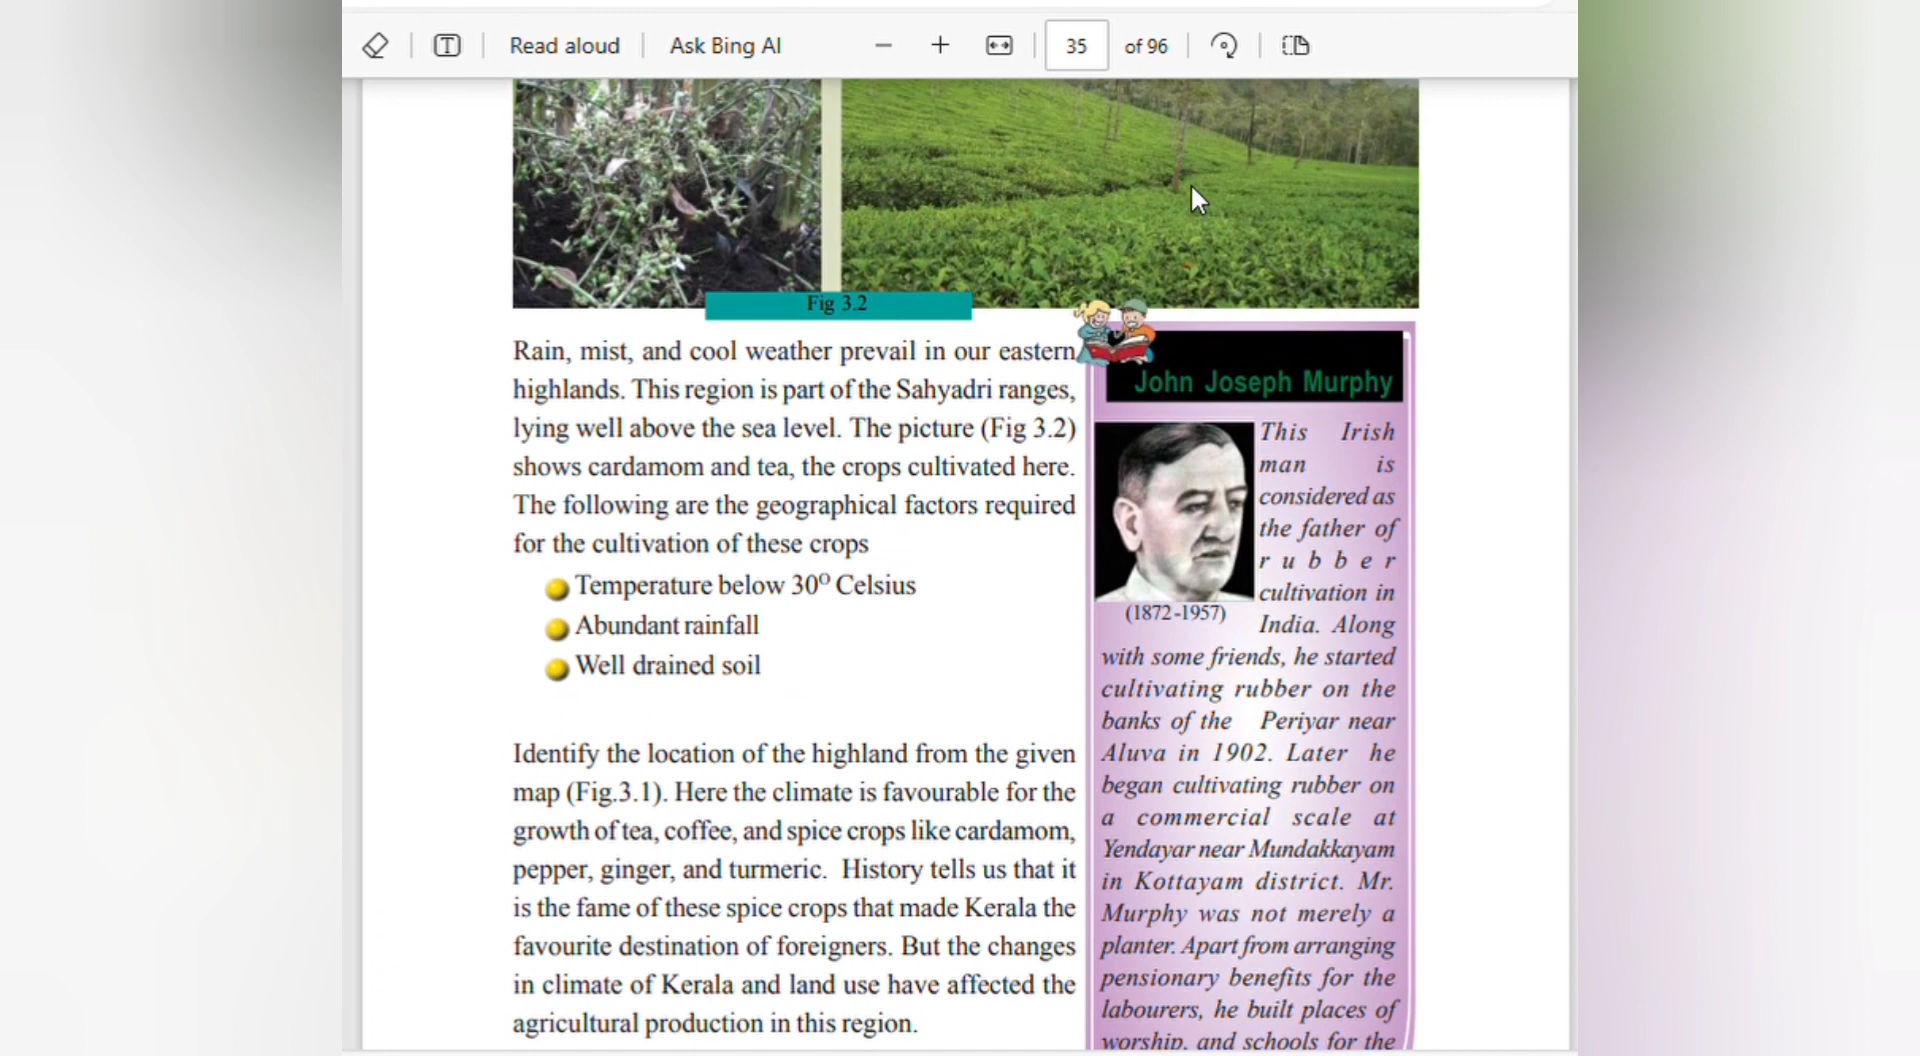 Read aloud
Ask Bing AI
35
of 96
Fig 3.2
Rain, mist, and cool weather prevail in our eastern
highlands. This region is part of the Sahyadri ranges,
lying well above the sea level. The picture (Fig 3.2)
shows cardamom and tea, the crops cultivated here.
The following are the geographical factors required
for the cultivation of these crops
Temperature below 30⁰ Celsius
Abundant rainfall
Well drained soil
Identify the location of the highland from the given
map (Fig.3.1). Here the climate is favourable for the
growth of tea, coffee, and spice crops like cardamom,
pepper, ginger, and turmeric. History tells us that it
is the fame of these spice crops that made Kerala the
favourite destination of foreigners. But the changes
in climate of Kerala and land use have affected the
agricultural production in this region.
John Joseph Murphy
This Irish
man is
considered as
the father of
rubber
cultivation in
(1872-1957)
India. Along
with some friends, he started
cultivating rubber on the
banks of the Periyar near
Aluva in 1902. Later he
began cultivating rubber on
a commercial scale at
Yendayar near Mundakkayam
in Kottayam district. Mr.
Murphy was not merely a
planter. Apart from arranging
pensionary benefits for the
labourers, he built places of
worship, and schools for the